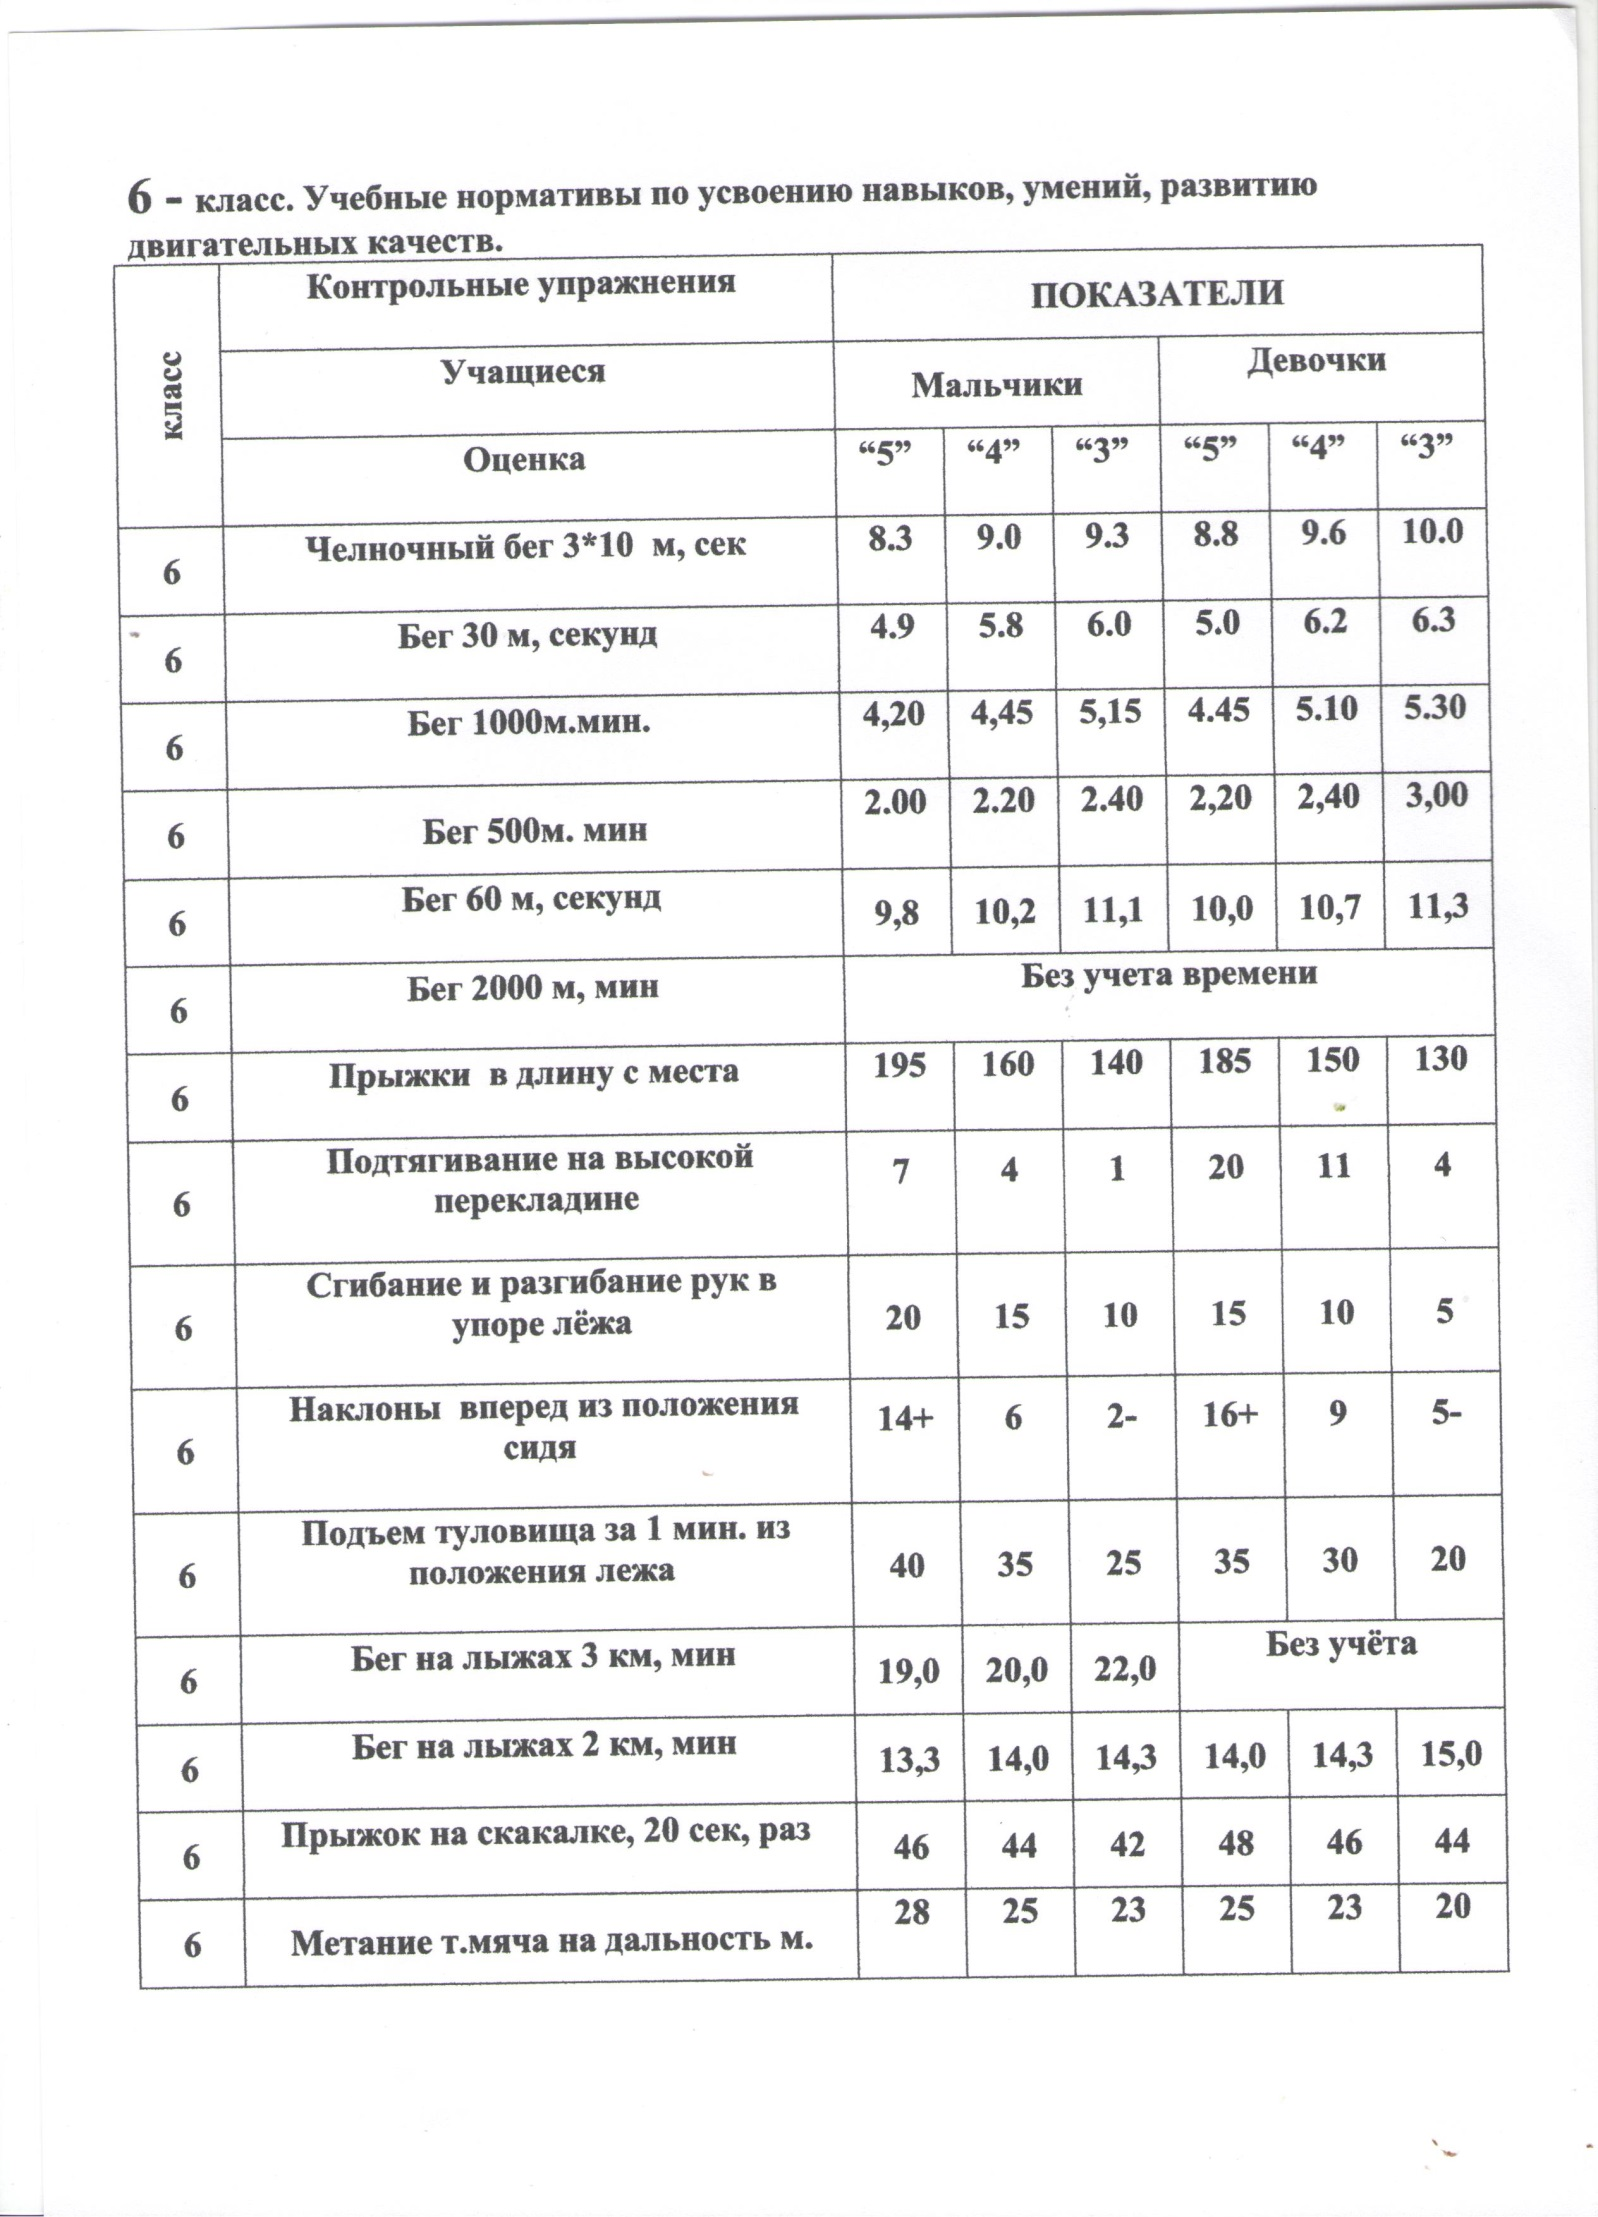 6 - класс. Учебные нормативы по усвоению навыков, умений, развитию
двигательных качеств.
класс
Контрольные упражнения
ПОКАЗАТЕЛИ
Учащиеся
Мальчики
Девочки
Оценка
“5” “4” “3” “5” “4” “3”
6 Челночный бег 3*10 м, сек 8.3 9.0 9.3 8.8 9.6 10.0
6 Бег 30 м, секунд 4.9 5.8 6.0 5.0 6.2 6.3
6 Бег 1000м.мин. 4,20 4,45 5,15 4.45 5.10 5.30
6 Бег 500м. мин 2.00 2.20 2.40 2,20 2,40 3,00
6 Бег 60 м, секунд 9,8 10,2 11,1 10,0 10,7 11,3
6 Бег 2000 м, мин Без учета времени
6 Прыжки в длину с места 195 160 140 185 150 130
Подтягивание на высокой
перекладине
6 7 4 1 20 11 4
Сгибание и разгибание рук в
упоре лёжа
6 20 15 10 15 10 5
Наклоны вперед из положения
сидя
6 14+ 6 2- 16+ 9 5-
Подъем туловища за 1 мин. из
положения лежа
6 40 35 25 35 30 20
6 Бег на лыжах 3 км, мин 19,0 20,0 22,0 Без учёта
6 Бег на лыжах 2 км, мин 13,3 14,0 14,3 14,0 14,3 15,0
6 Прыжок на скакалке, 20 сек, раз 46 44 42 48 46 44
6 Метание т.мяча на дальность м. 28 25 23 25 23 20